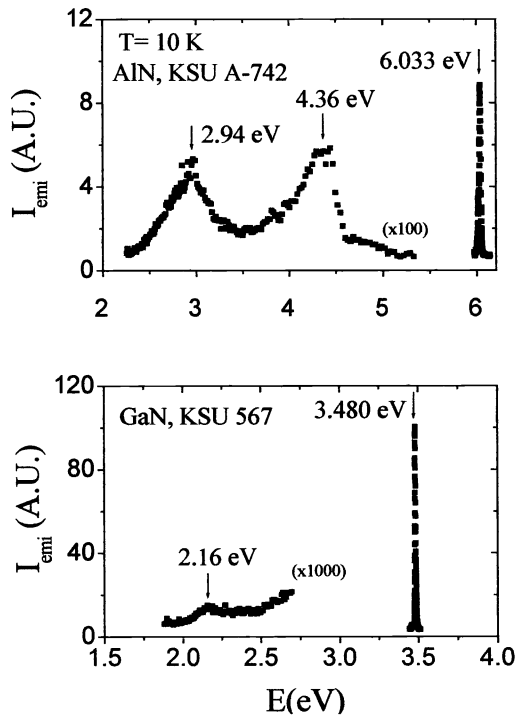 12
T= 10 K
AlN, KSU A-742
6.033 eV
4.36 eV
8
2.94 eV
I_emi (A.U.)
4
(x100)
0
2 3 4 5 6
120
GaN, KSU 567
3.480 eV
80
I_emi (A.U.)
2.16 eV
40
(x1000)
0
1.5 2.0 2.5 3.0 3.5 4.0
E(eV)